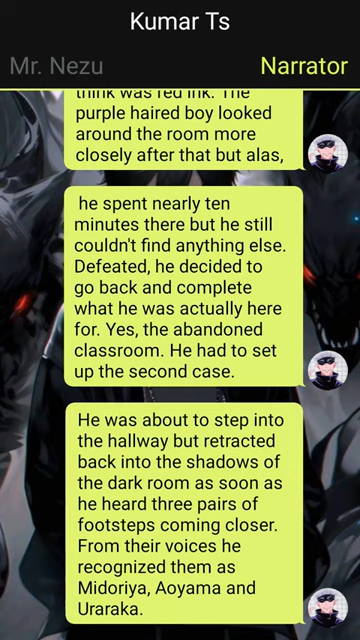 Kumar Ts
Mr. Nezu
Narrator
think was red ink. The
purple haired boy looked
around the room more
closely after that but alas,
he spent nearly ten
minutes there but he still
couldn't find anything else.
Defeated, he decided to
go back and complete
what he was actually here
for. Yes, the abandoned
classroom. He had to set
up the second case.
He was about to step into
the hallway but retracted
back into the shadows of
the dark room as soon as
he heard three pairs of
footsteps coming closer.
From their voices he
recognized them as
Midoriya, Aoyama and
Uraraka.